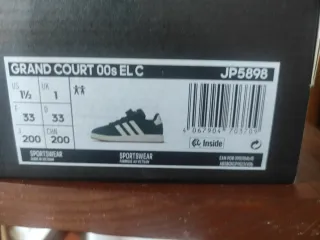 GRAND COURT 00s EL C JP5898
US 1½ UK 1
F 33 D 33
J 200 CHN 200
4 067904 703709
Inside
SPORTSWEAR SPORTSWEAR